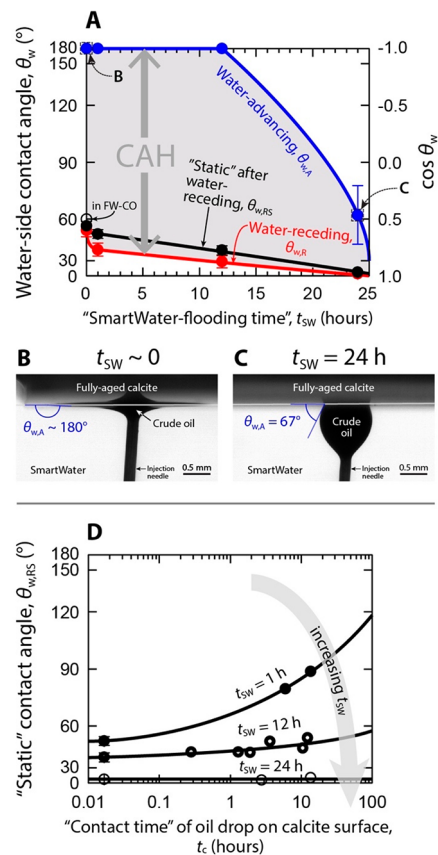 A
Water-side contact angle, θw (°)
180
150
120
90
60
30
0
-1.0
-0.5
0.0
0.5
1.0
cos θw
B
CAH
Water-advancing, θw,A
"Static" after
water-
receding, θw,RS
C
in FW-CO
Water-receding,
θw,R
0 5 10 15 20 25
"SmartWater-flooding time", tSW (hours)
B tSW ~ 0
Fully-aged calcite
θw,A ~ 180°
Crude oil
SmartWater
Injection
needle
0.5 mm
C tSW = 24 h
Fully-aged calcite
θw,A = 67°
Crude
oil
SmartWater
Injection
needle
0.5 mm
D
"Static" contact angle, θw,RS (°)
180
150
120
90
60
30
0
increasing tSW
tSW = 1 h
tSW = 12 h
tSW = 24 h
0.01 0.1 1 10 100
"Contact time" of oil drop on calcite surface,
tc (hours)